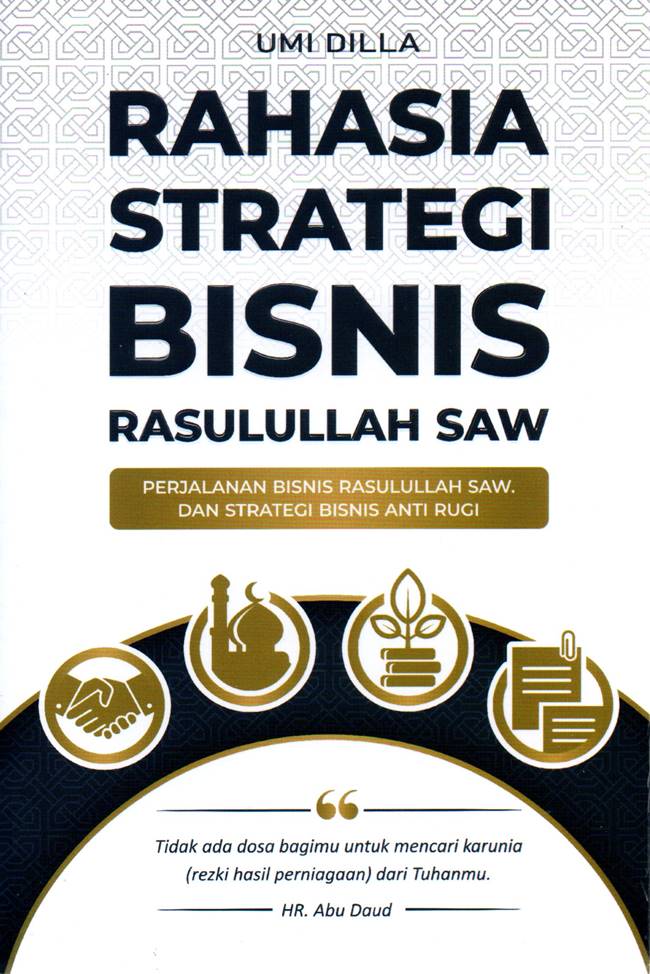 UMI DILLA
RAHASIA
STRATEGI
BISNIS
RASULULLAH SAW
PERJALANAN BISNIS RASULULLAH SAW.
DAN STRATEGI BISNIS ANTI RUGI
“
Tidak ada dosa bagimu untuk mencari karunia
(rezki hasil perniagaan) dari Tuhanmu.
HR. Abu Daud